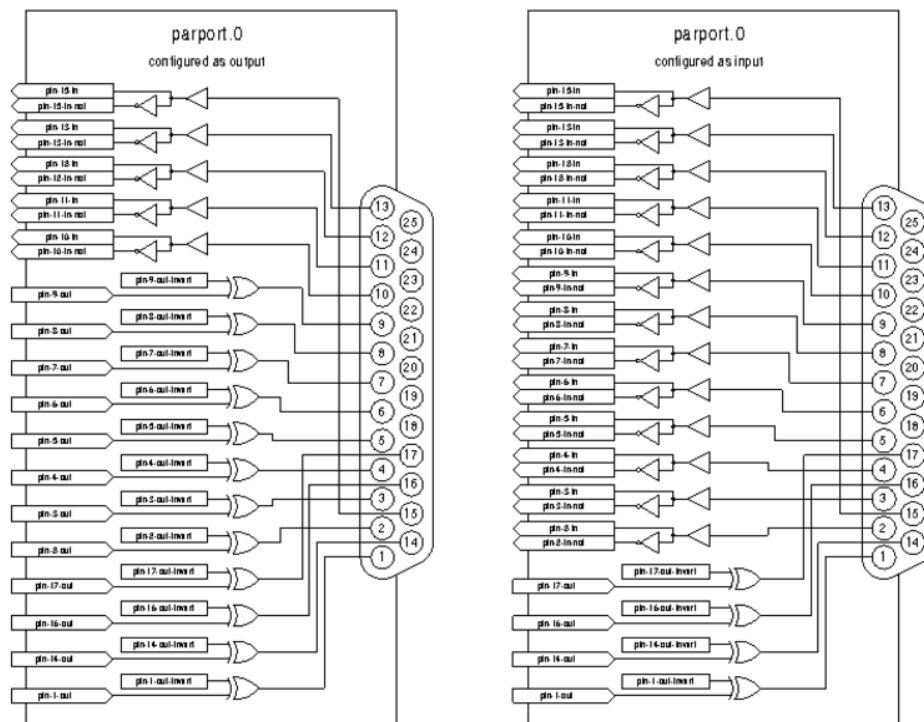 parport.0
configured as output
pin-15-in
pin-15-in-not
pin-13-in
pin-13-in-not
pin-12-in
pin-12-in-not
pin-11-in
pin-11-in-not
pin-10-in
pin-10-in-not
pin-9-out-invert
pin-9-out
pin-8-out-invert
pin-8-out
pin-7-out-invert
pin-7-out
pin-6-out-invert
pin-6-out
pin-5-out-invert
pin-5-out
pin-4-out-invert
pin-4-out
pin-3-out-invert
pin-3-out
pin-2-out-invert
pin-2-out
pin-17-out-invert
pin-17-out
pin-16-out-invert
pin-16-out
pin-14-out-invert
pin-14-out
pin-1-out-invert
pin-1-out
13
25
12
24
11
23
10
22
9
21
8
20
7
19
6
18
5
17
4
16
3
15
2
14
1
parport.0
configured as input
pin-15-in
pin-15-in-not
pin-13-in
pin-13-in-not
pin-12-in
pin-12-in-not
pin-11-in
pin-11-in-not
pin-10-in
pin-10-in-not
pin-9-in
pin-9-in-not
pin-8-in
pin-8-in-not
pin-7-in
pin-7-in-not
pin-6-in
pin-6-in-not
pin-5-in
pin-5-in-not
pin-4-in
pin-4-in-not
pin-3-in
pin-3-in-not
pin-2-in
pin-2-in-not
pin-17-out-invert
pin-17-out
pin-16-out-invert
pin-16-out
pin-14-out-invert
pin-14-out
pin-1-out-invert
pin-1-out
13
25
12
24
11
23
10
22
9
21
8
20
7
19
6
18
5
17
4
16
3
15
2
14
1